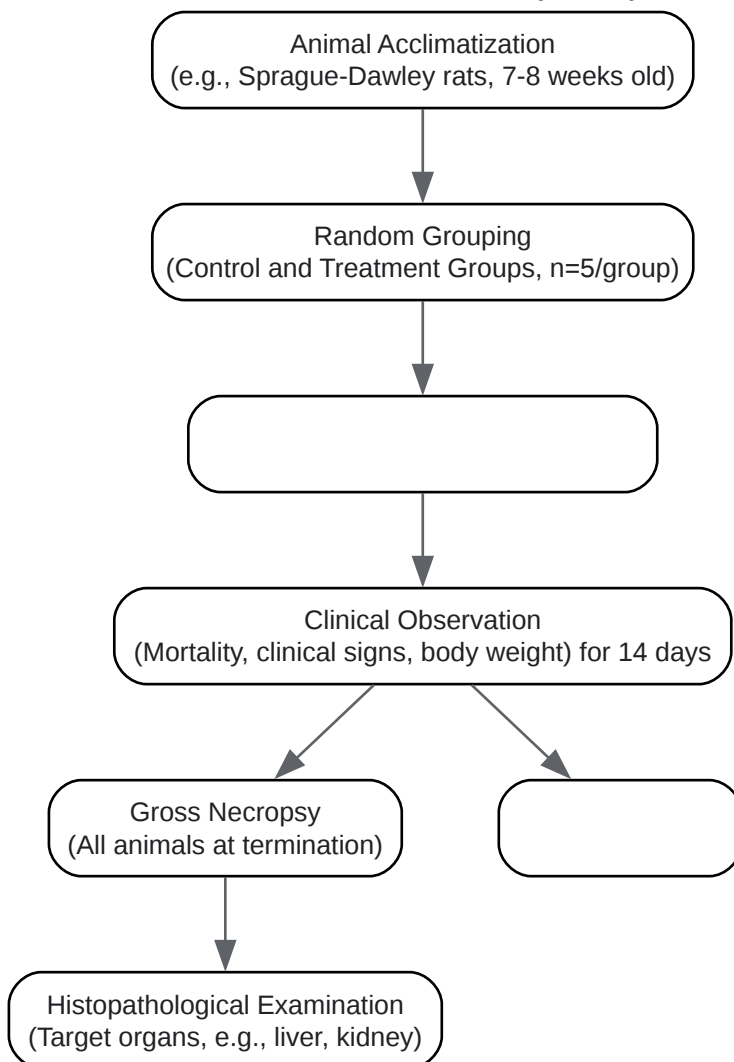 Animal Acclimatization
(e.g., Sprague-Dawley rats, 7-8 weeks old)
Random Grouping
(Control and Treatment Groups, n=5/group)
Clinical Observation
(Mortality, clinical signs, body weight) for 14 days
Gross Necropsy
(All animals at termination)
Histopathological Examination
(Target organs, e.g., liver, kidney)